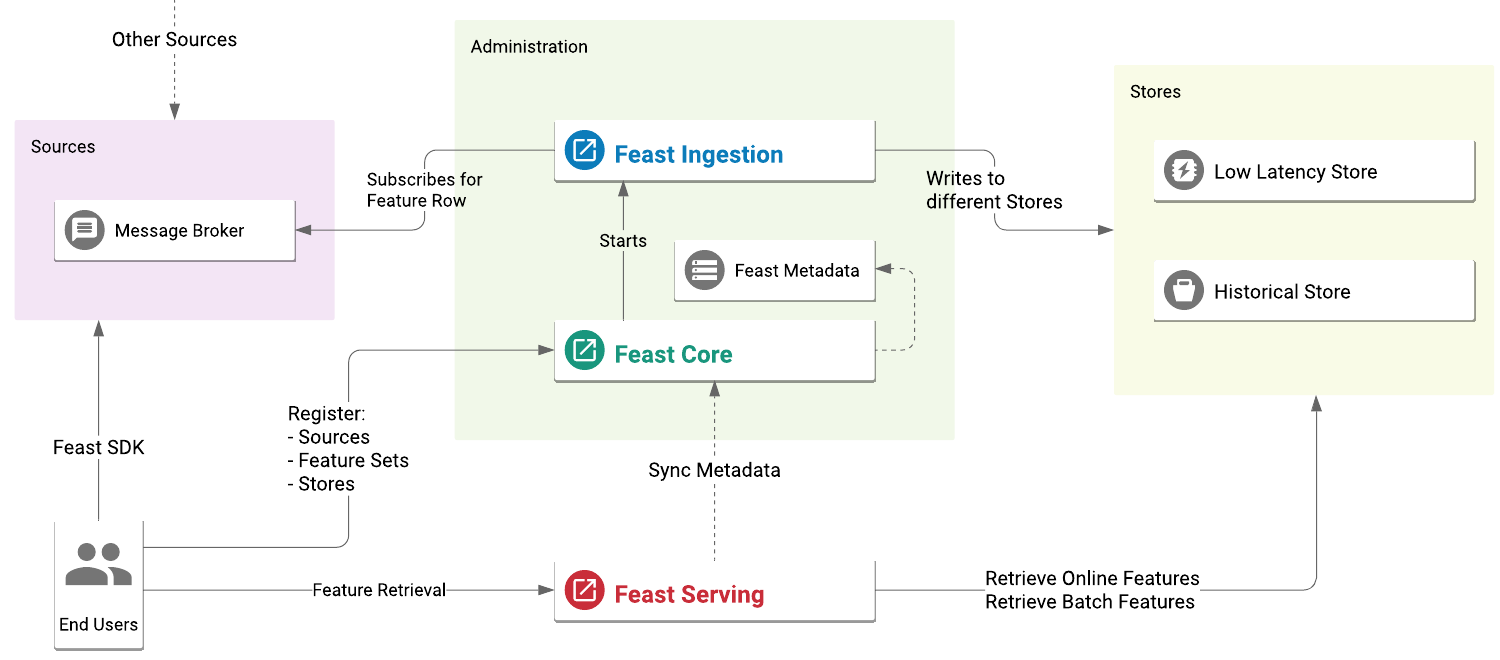 Other Sources
Administration
Stores
Sources
Feast Ingestion
Subscribes for
Feature Row
Writes to
different Stores
Low Latency Store
Message Broker
Starts
Feast Metadata
Historical Store
Feast Core
Register:
- Sources
- Feature Sets
- Stores
Feast SDK
Sync Metadata
End Users
Feature Retrieval
Feast Serving
Retrieve Online Features
Retrieve Batch Features